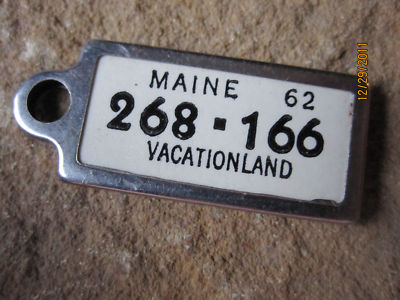 MAINE 62
268-166
VACATIONLAND
12/29/2011